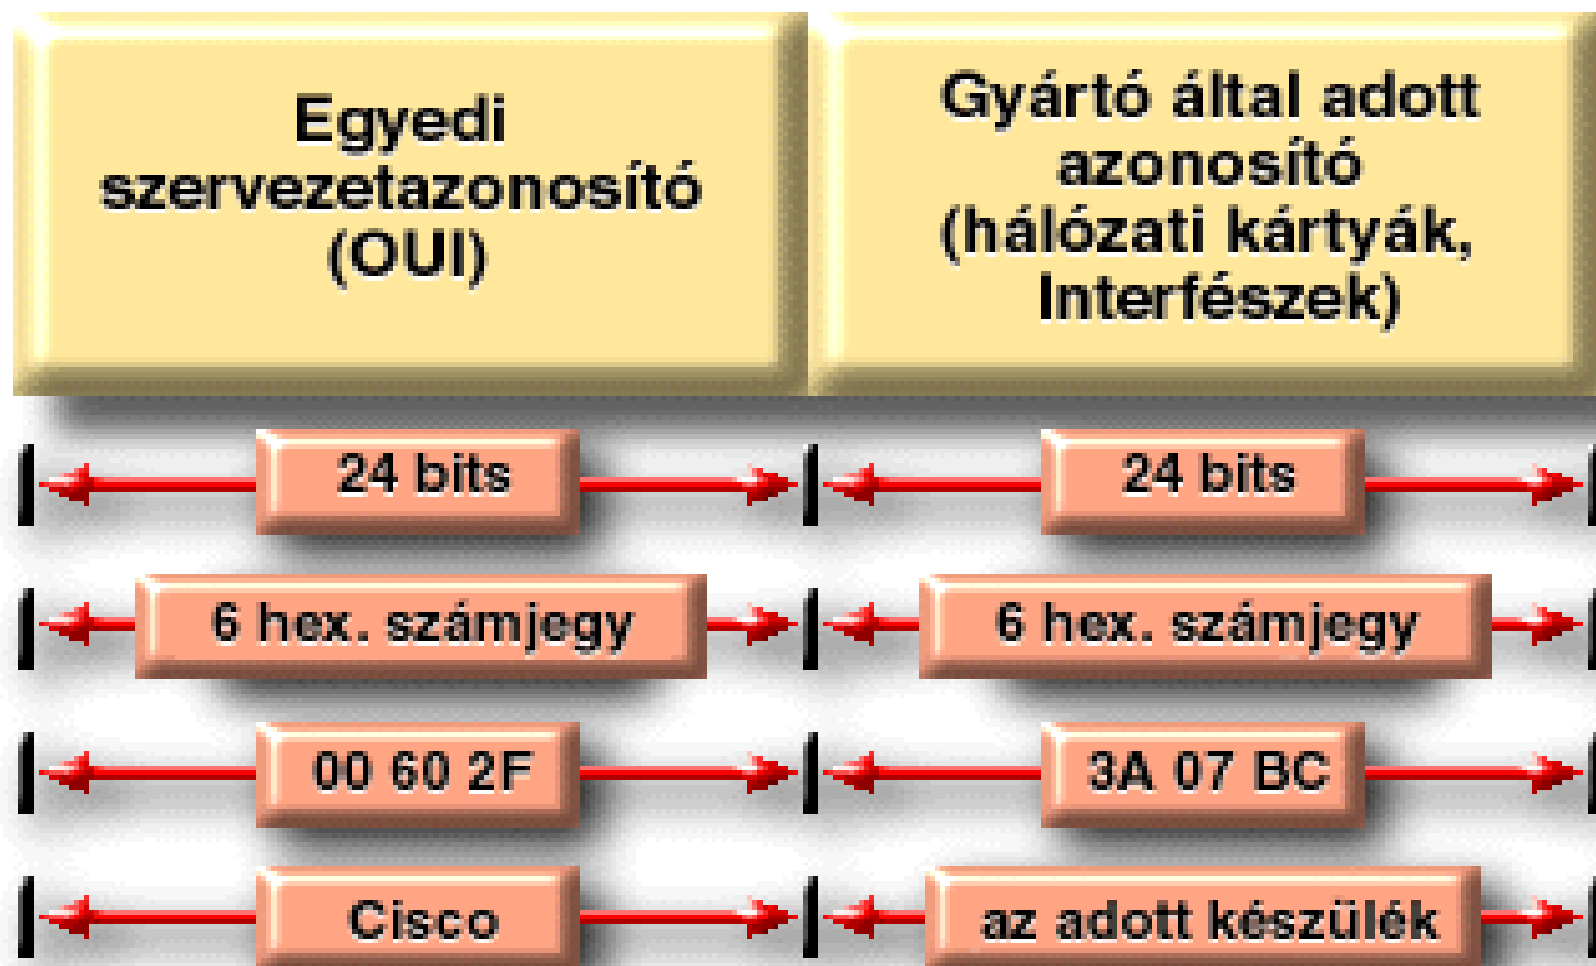 Egyedi
szervezetazonosító
(OUI)
Gyártó által adott
azonosító
(hálózati kártyák,
Interfészek)
24 bits
24 bits
6 hex. számjegy
6 hex. számjegy
00 60 2F
3A 07 BC
Cisco
az adott készülék